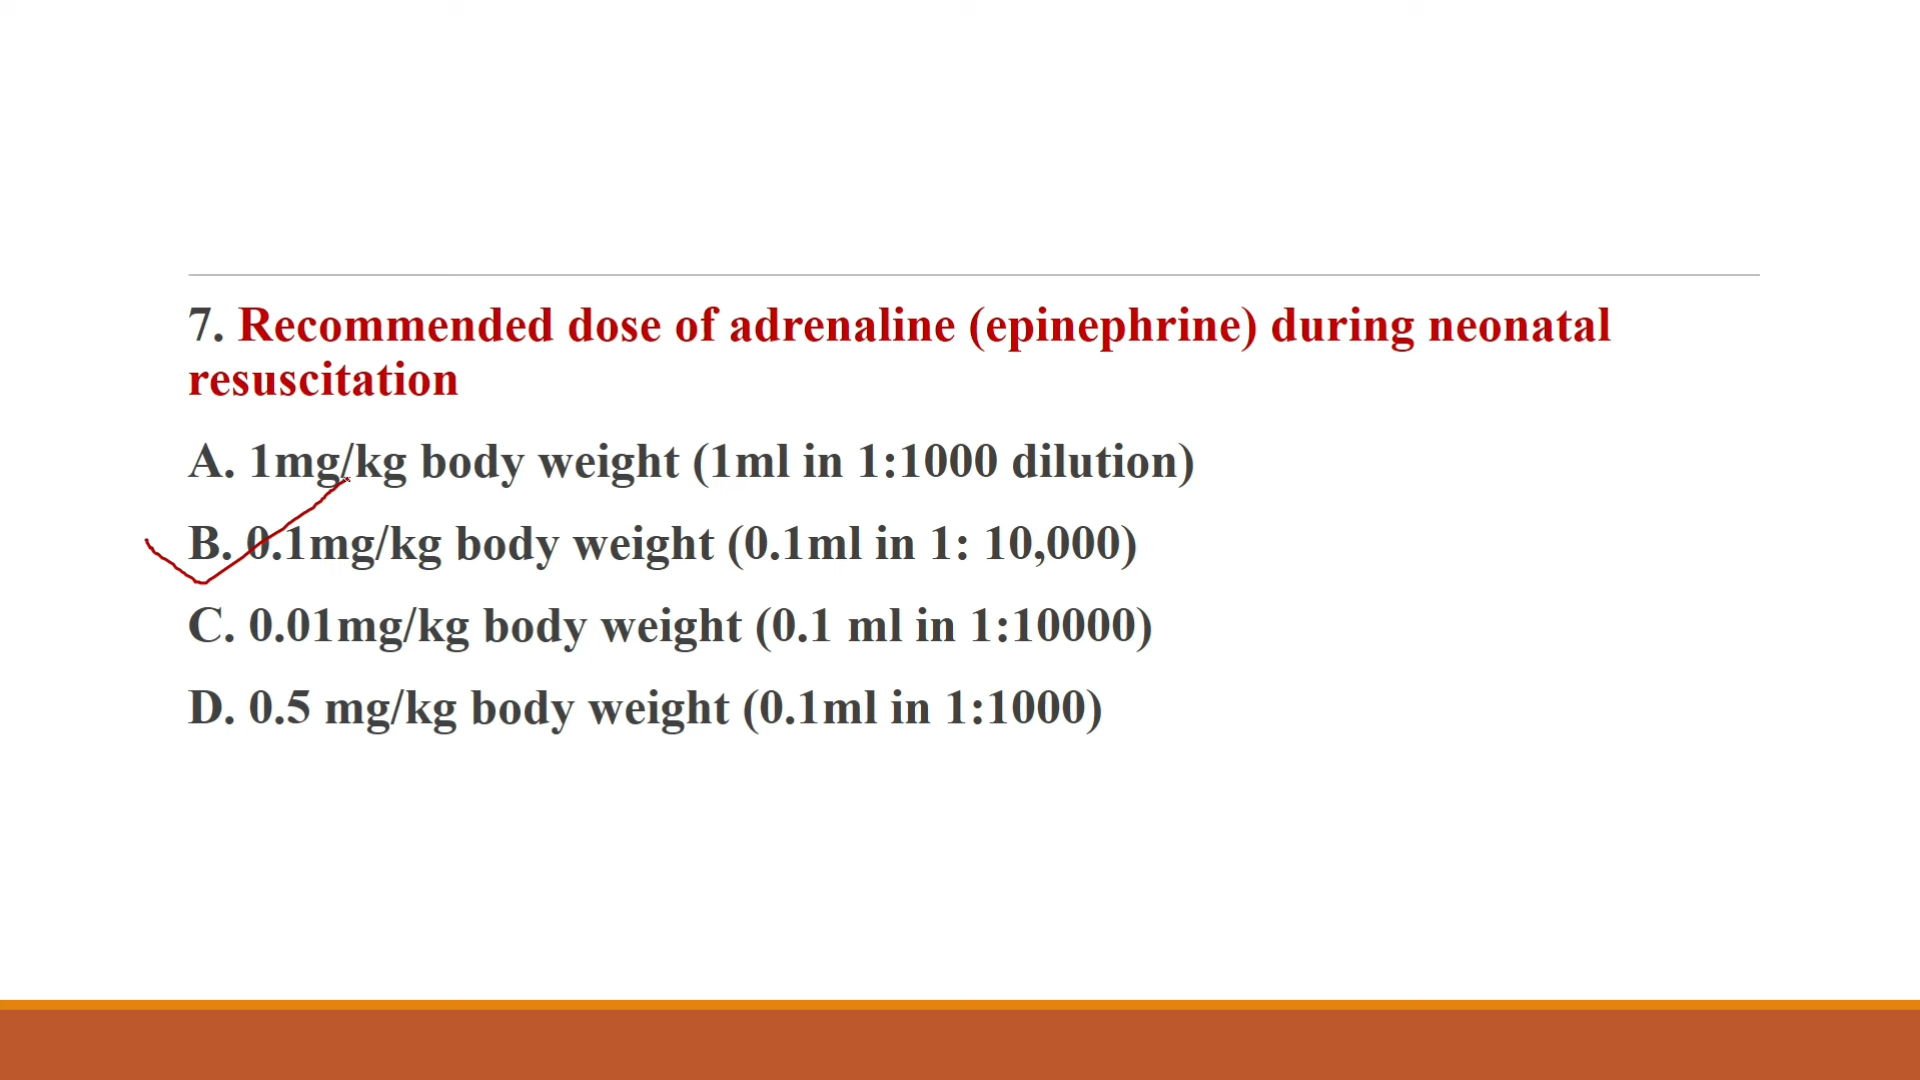 7. Recommended dose of adrenaline (epinephrine) during neonatal
resuscitation
A. 1mg/kg body weight (1ml in 1:1000 dilution)
B. 0.1mg/kg body weight (0.1ml in 1: 10,000)
C. 0.01mg/kg body weight (0.1 ml in 1:10000)
D. 0.5 mg/kg body weight (0.1ml in 1:1000)